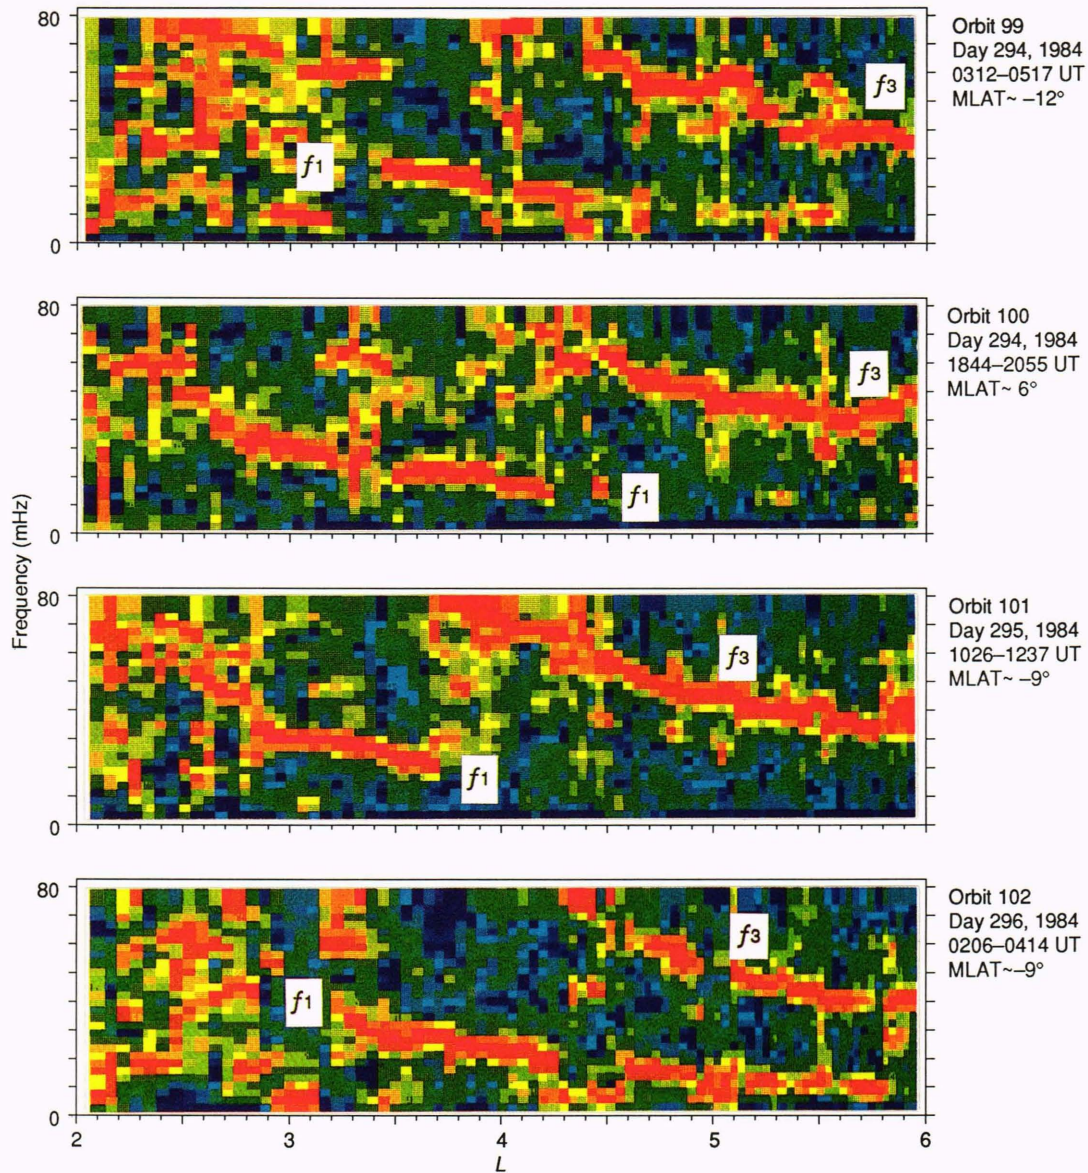 80
f1
f3
0
Orbit 99
Day 294, 1984
0312–0517 UT
MLAT~ –12°
80
f3
f1
0
Orbit 100
Day 294, 1984
1844–2055 UT
MLAT~ 6°
Frequency (mHz)
80
f3
f1
0
Orbit 101
Day 295, 1984
1026–1237 UT
MLAT~ –9°
80
f3
f1
0
Orbit 102
Day 296, 1984
0206–0414 UT
MLAT~–9°
2 3 4 5 6
L